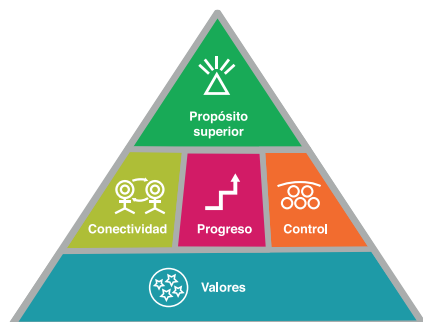 Propósito
superior
Conectividad
Progreso
Control
Valores